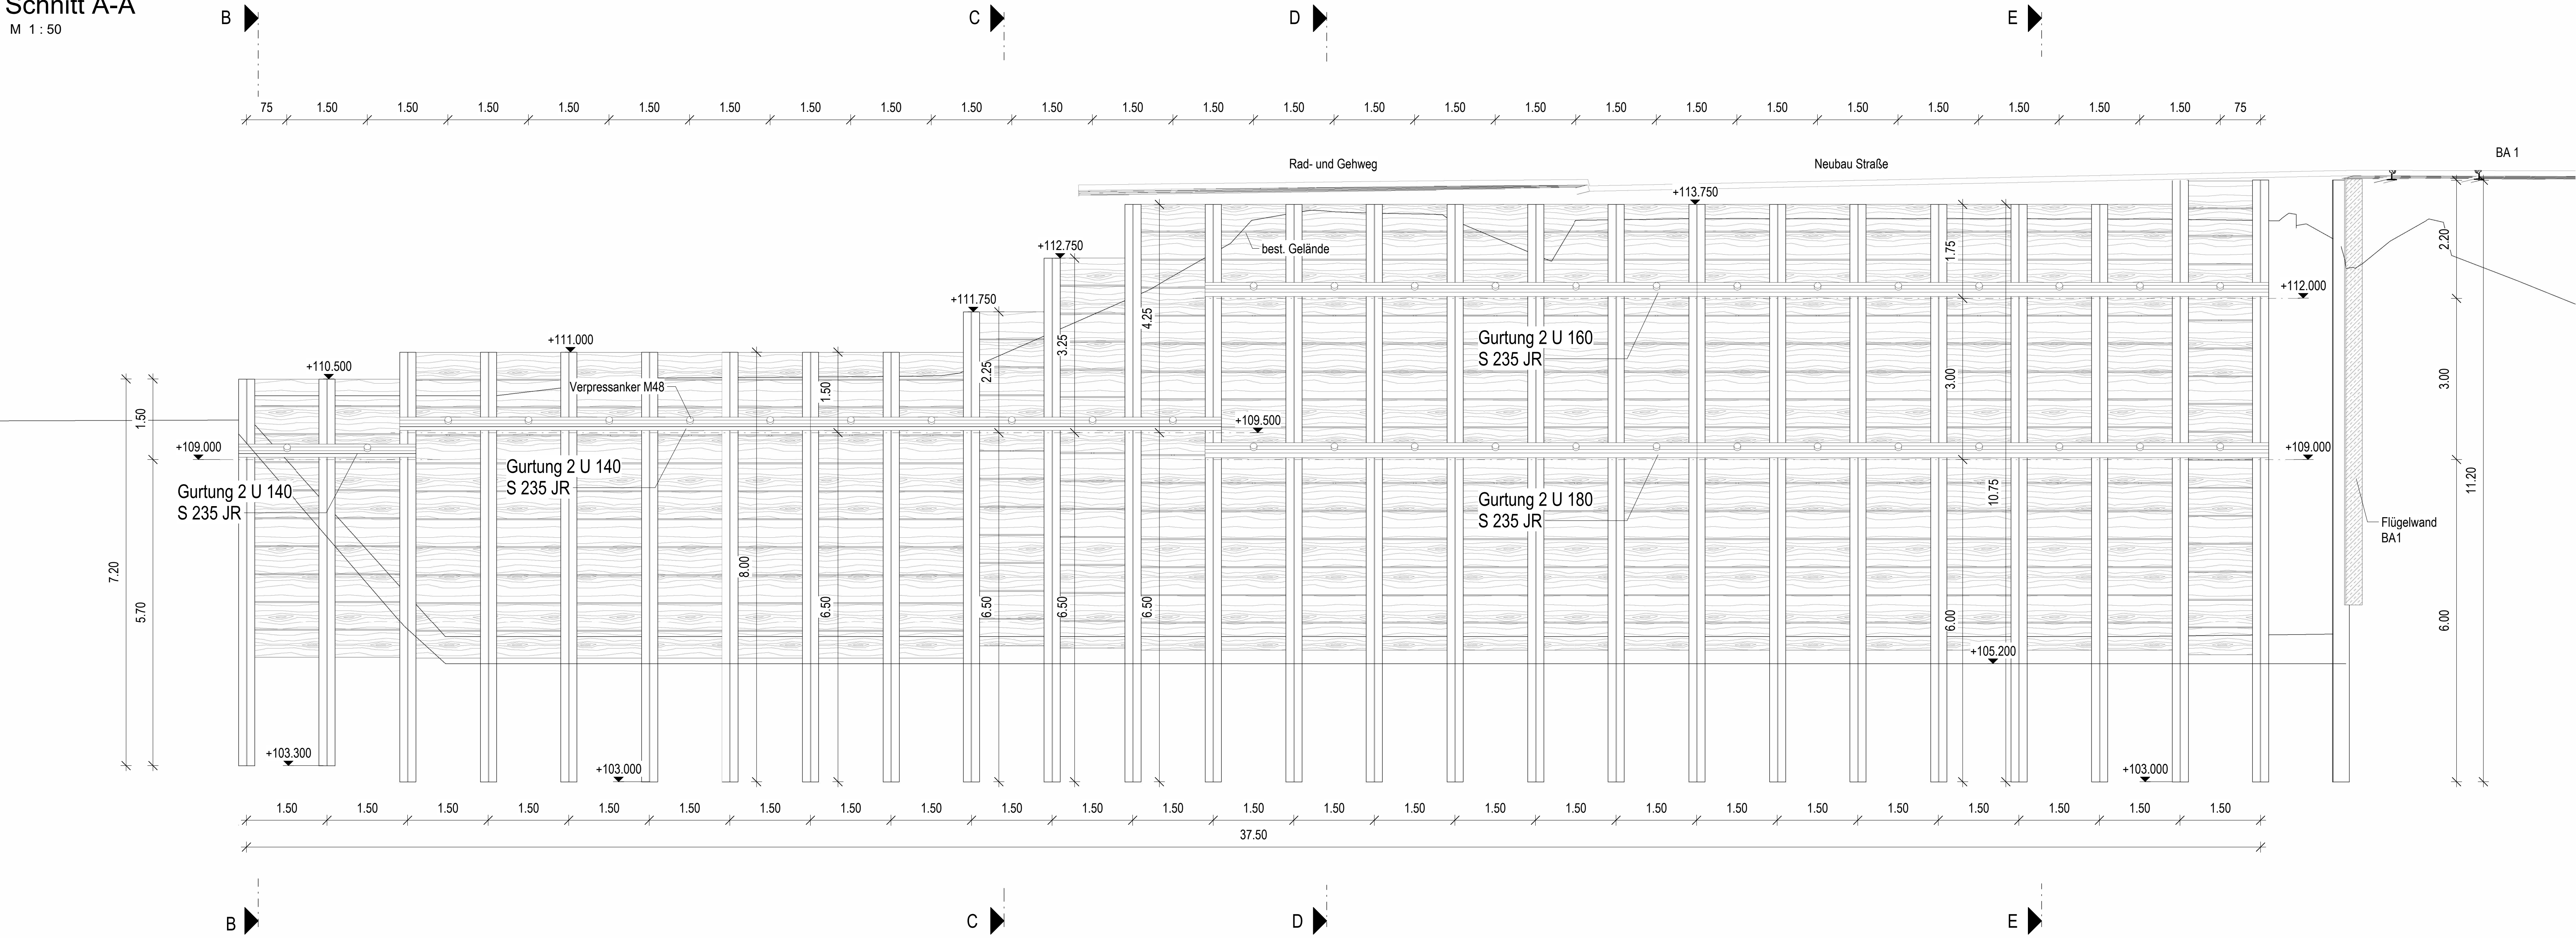 Schnitt A-A
M 1 : 50
B C D E
75 1.50 1.50 1.50 1.50 1.50 1.50 1.50 1.50 1.50 1.50 1.50 1.50 1.50 1.50 1.50 1.50 1.50 1.50 1.50 1.50 1.50 1.50 1.50 1.50 75
Rad- und Gehweg
Neubau Straße
BA 1
+113.750
best. Gelände
+112.750
+111.750
+111.000
+110.500
Verpressanker M48
+112.000
+109.500
+109.000
+109.000
Gurtung 2 U 160
S 235 JR
Gurtung 2 U 140
S 235 JR
Gurtung 2 U 140
S 235 JR
Gurtung 2 U 180
S 235 JR
Flügelwand
BA1
7.20
1.50
5.70
8.00
1.50
6.50
2.25
6.50
3.25
6.50
4.25
6.50
1.75
3.00
6.00
10.75
2.20
3.00
6.00
11.20
+105.200
+103.300
+103.000
+103.000
1.50 1.50 1.50 1.50 1.50 1.50 1.50 1.50 1.50 1.50 1.50 1.50 1.50 1.50 1.50 1.50 1.50 1.50 1.50 1.50 1.50 1.50 1.50 1.50 1.50
37.50
B C D E